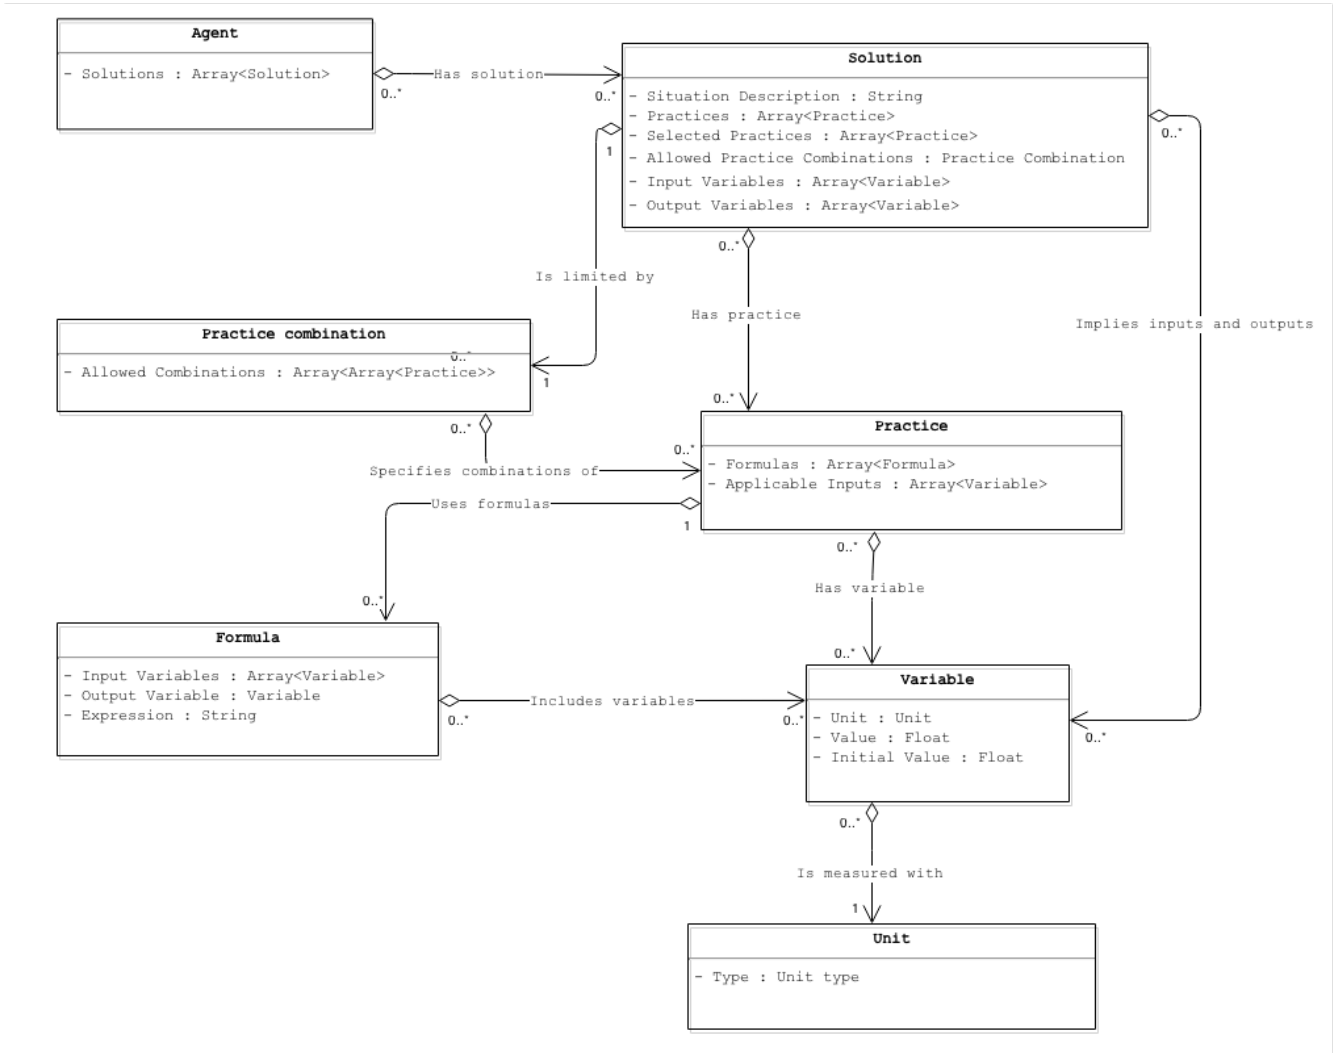 Agent
- Solutions : Array<Solution>
0..*
Has solution
0..*
Solution
- Situation Description : String
- Practices : Array<Practice>
- Selected Practices : Array<Practice>
- Allowed Practice Combinations : Practice Combination
- Input Variables : Array<Variable>
- Output Variables : Array<Variable>
1
0..*
0..*
Is limited by
Has practice
Implies inputs and outputs
Practice combination
0..*
- Allowed Combinations : Array<Array<Practice>>
1
0..*
0..*
Specifies combinations of
0..*
Practice
- Formulas : Array<Formula>
- Applicable Inputs : Array<Variable>
Uses formulas
1
0..*
0..*
Has variable
0..*
Formula
- Input Variables : Array<Variable>
- Output Variable : Variable
- Expression : String
0..*
Includes variables
0..*
Variable
- Unit : Unit
- Value : Float
- Initial Value : Float
0..*
0..*
Is measured with
1
Unit
- Type : Unit type